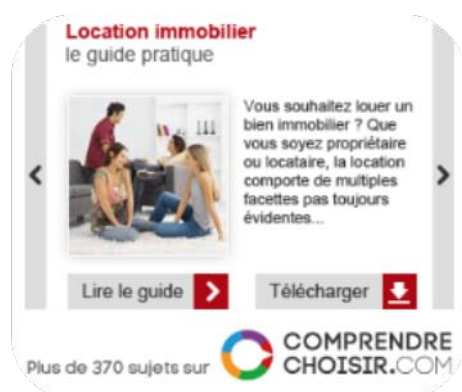 Location immobilier
le guide pratique
Vous souhaitez louer un
bien immobilier ? Que
vous soyez propriétaire
ou locataire, la location
comporte de multiples
facettes pas toujours
évidentes...
Lire le guide
Télécharger
Plus de 370 sujets sur
COMPRENDRE
CHOISIR.COM